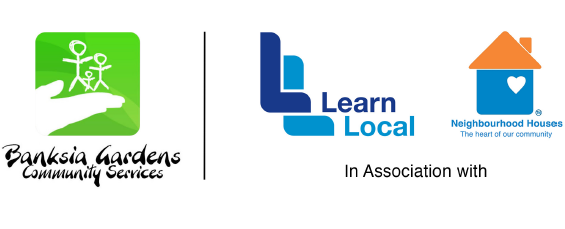 Banksia Gardens
Community Services
Learn
Local
Neighbourhood Houses
The heart of our community
In Association with